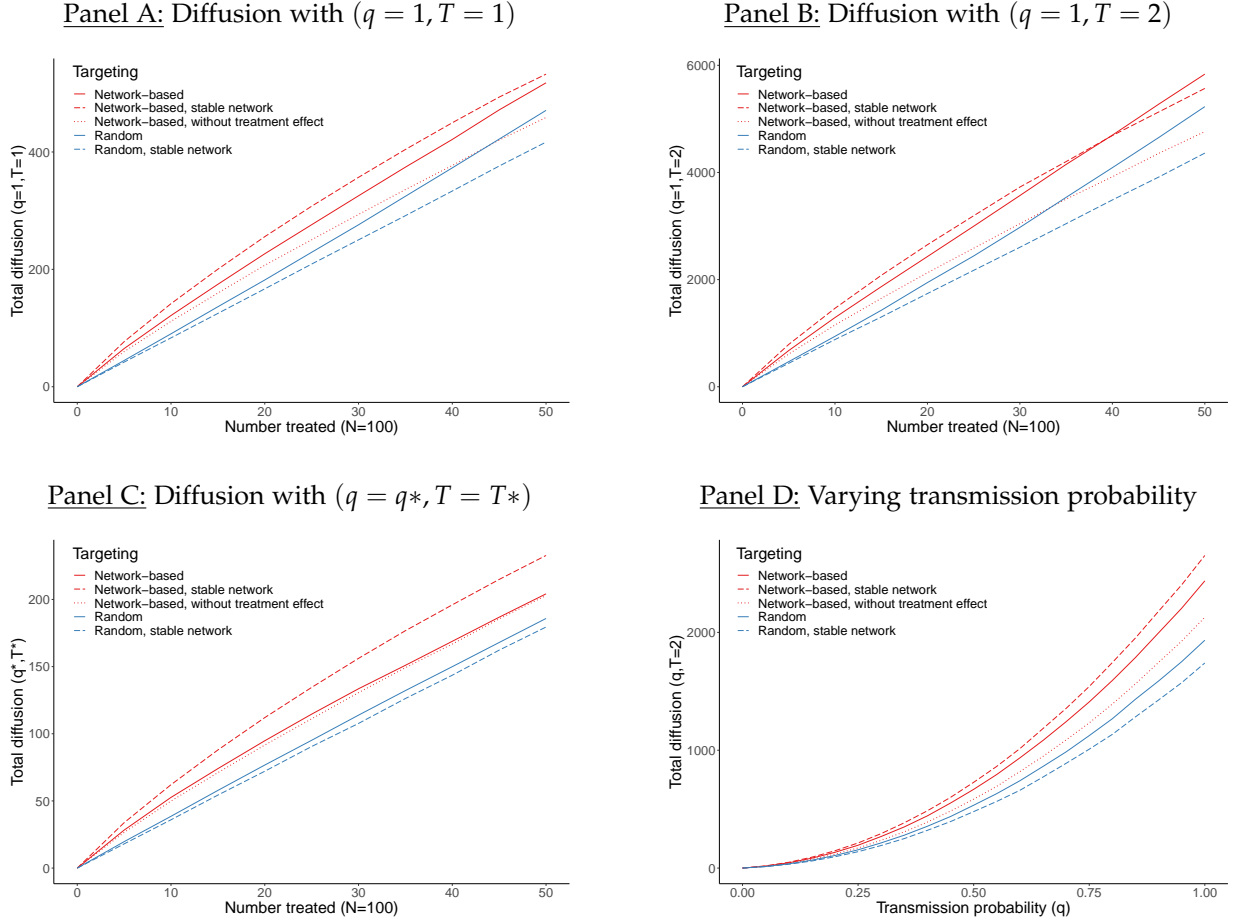 Panel A: Diffusion with (q = 1, T = 1)
Total diffusion (q=1,T=1)
Targeting
Network−based
Network−based, stable network
Network−based, without treatment effect
Random
Random, stable network
400
200
0
0 10 20 30 40 50
Number treated (N=100)
Panel B: Diffusion with (q = 1, T = 2)
Total diffusion (q=1,T=2)
Targeting
Network−based
Network−based, stable network
Network−based, without treatment effect
Random
Random, stable network
6000
4000
2000
0
0 10 20 30 40 50
Number treated (N=100)
Panel C: Diffusion with (q = q∗, T = T∗)
Total diffusion (q*,T*)
Targeting
Network−based
Network−based, stable network
Network−based, without treatment effect
Random
Random, stable network
200
150
100
50
0
0 10 20 30 40 50
Number treated (N=100)
Panel D: Varying transmission probability
Total diffusion (q,T=2)
Targeting
Network−based
Network−based, stable network
Network−based, without treatment effect
Random
Random, stable network
2000
1000
0
0.00 0.25 0.50 0.75 1.00
Transmission probability (q)